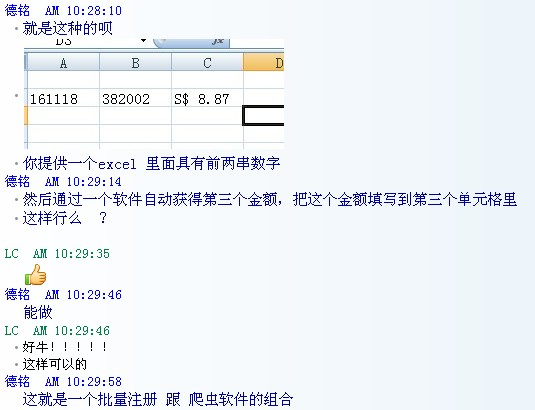 德铭  AM 10:28:10
就是这种的呗
A B C D
161118 382002 S$ 8.87
你提供一个excel 里面具有前两串数字
德铭  AM 10:29:14
然后通过一个软件自动获得第三个金额，把这个金额填写到第三个单元格里
这样行么  ？
LC  AM 10:29:35
德铭  AM 10:29:46
能做
LC  AM 10:29:46
好牛！！！！！
这样可以的
德铭  AM 10:29:58
这就是一个批量注册 跟 爬虫软件的组合